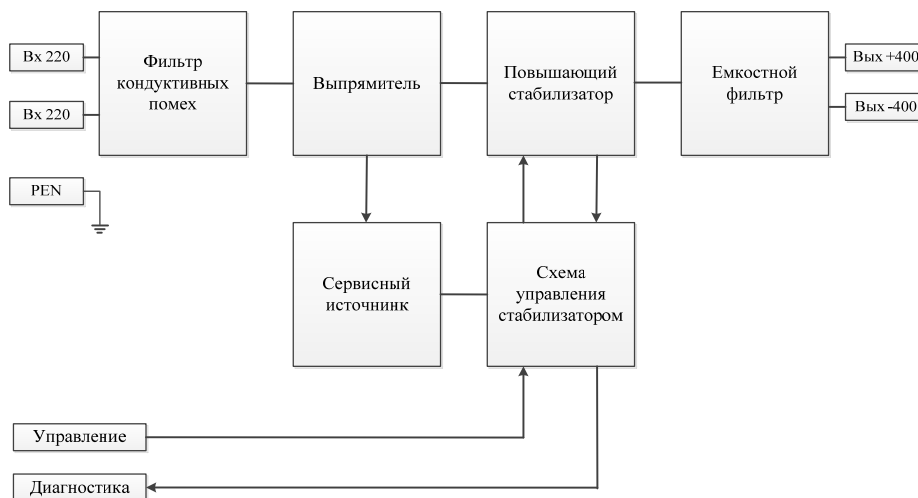 Вх 220
Вх 220
PEN
Фильтр
кондуктивных
помех
Выпрямитель
Повышающий
стабилизатор
Емкостной
фильтр
Вых +400
Вых -400
Сервисный
источнинк
Схема
управления
стабилизатором
Управление
Диагностика